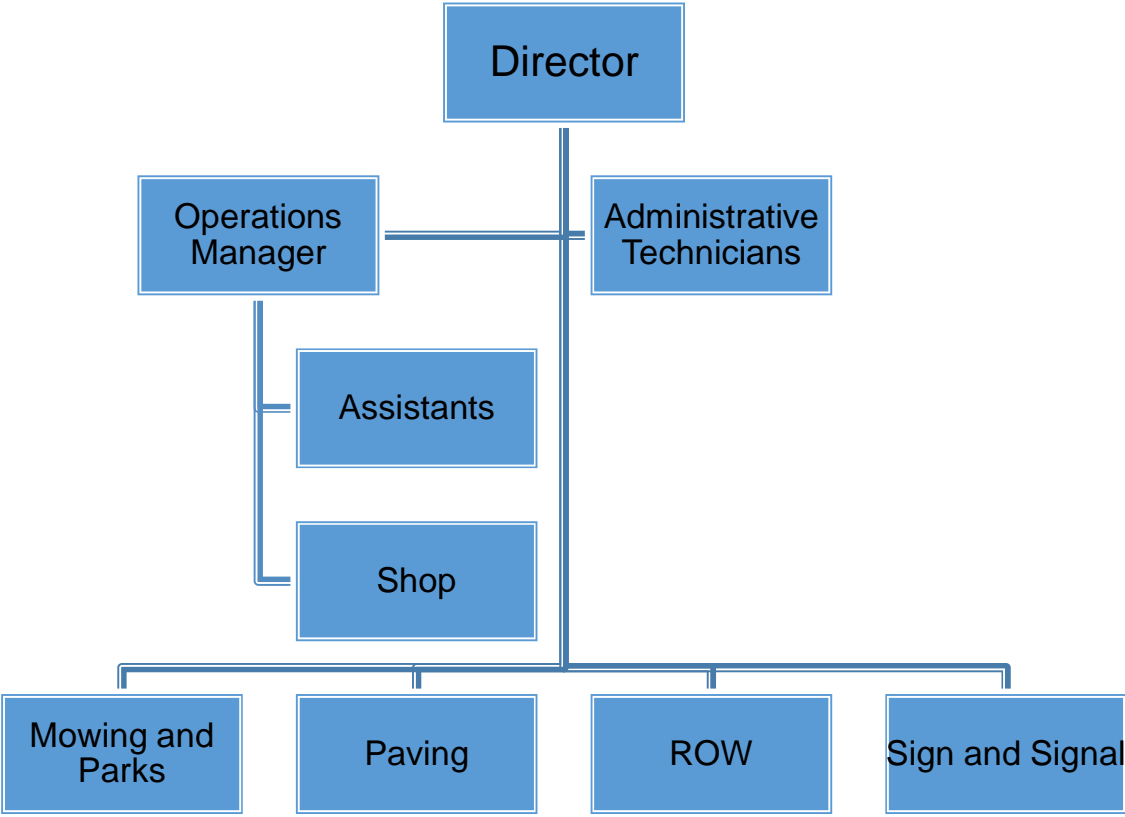 Director
Operations
Manager
Administrative
Technicians
Assistants
Shop
Mowing and
Parks
Paving
ROW
Sign and Signal